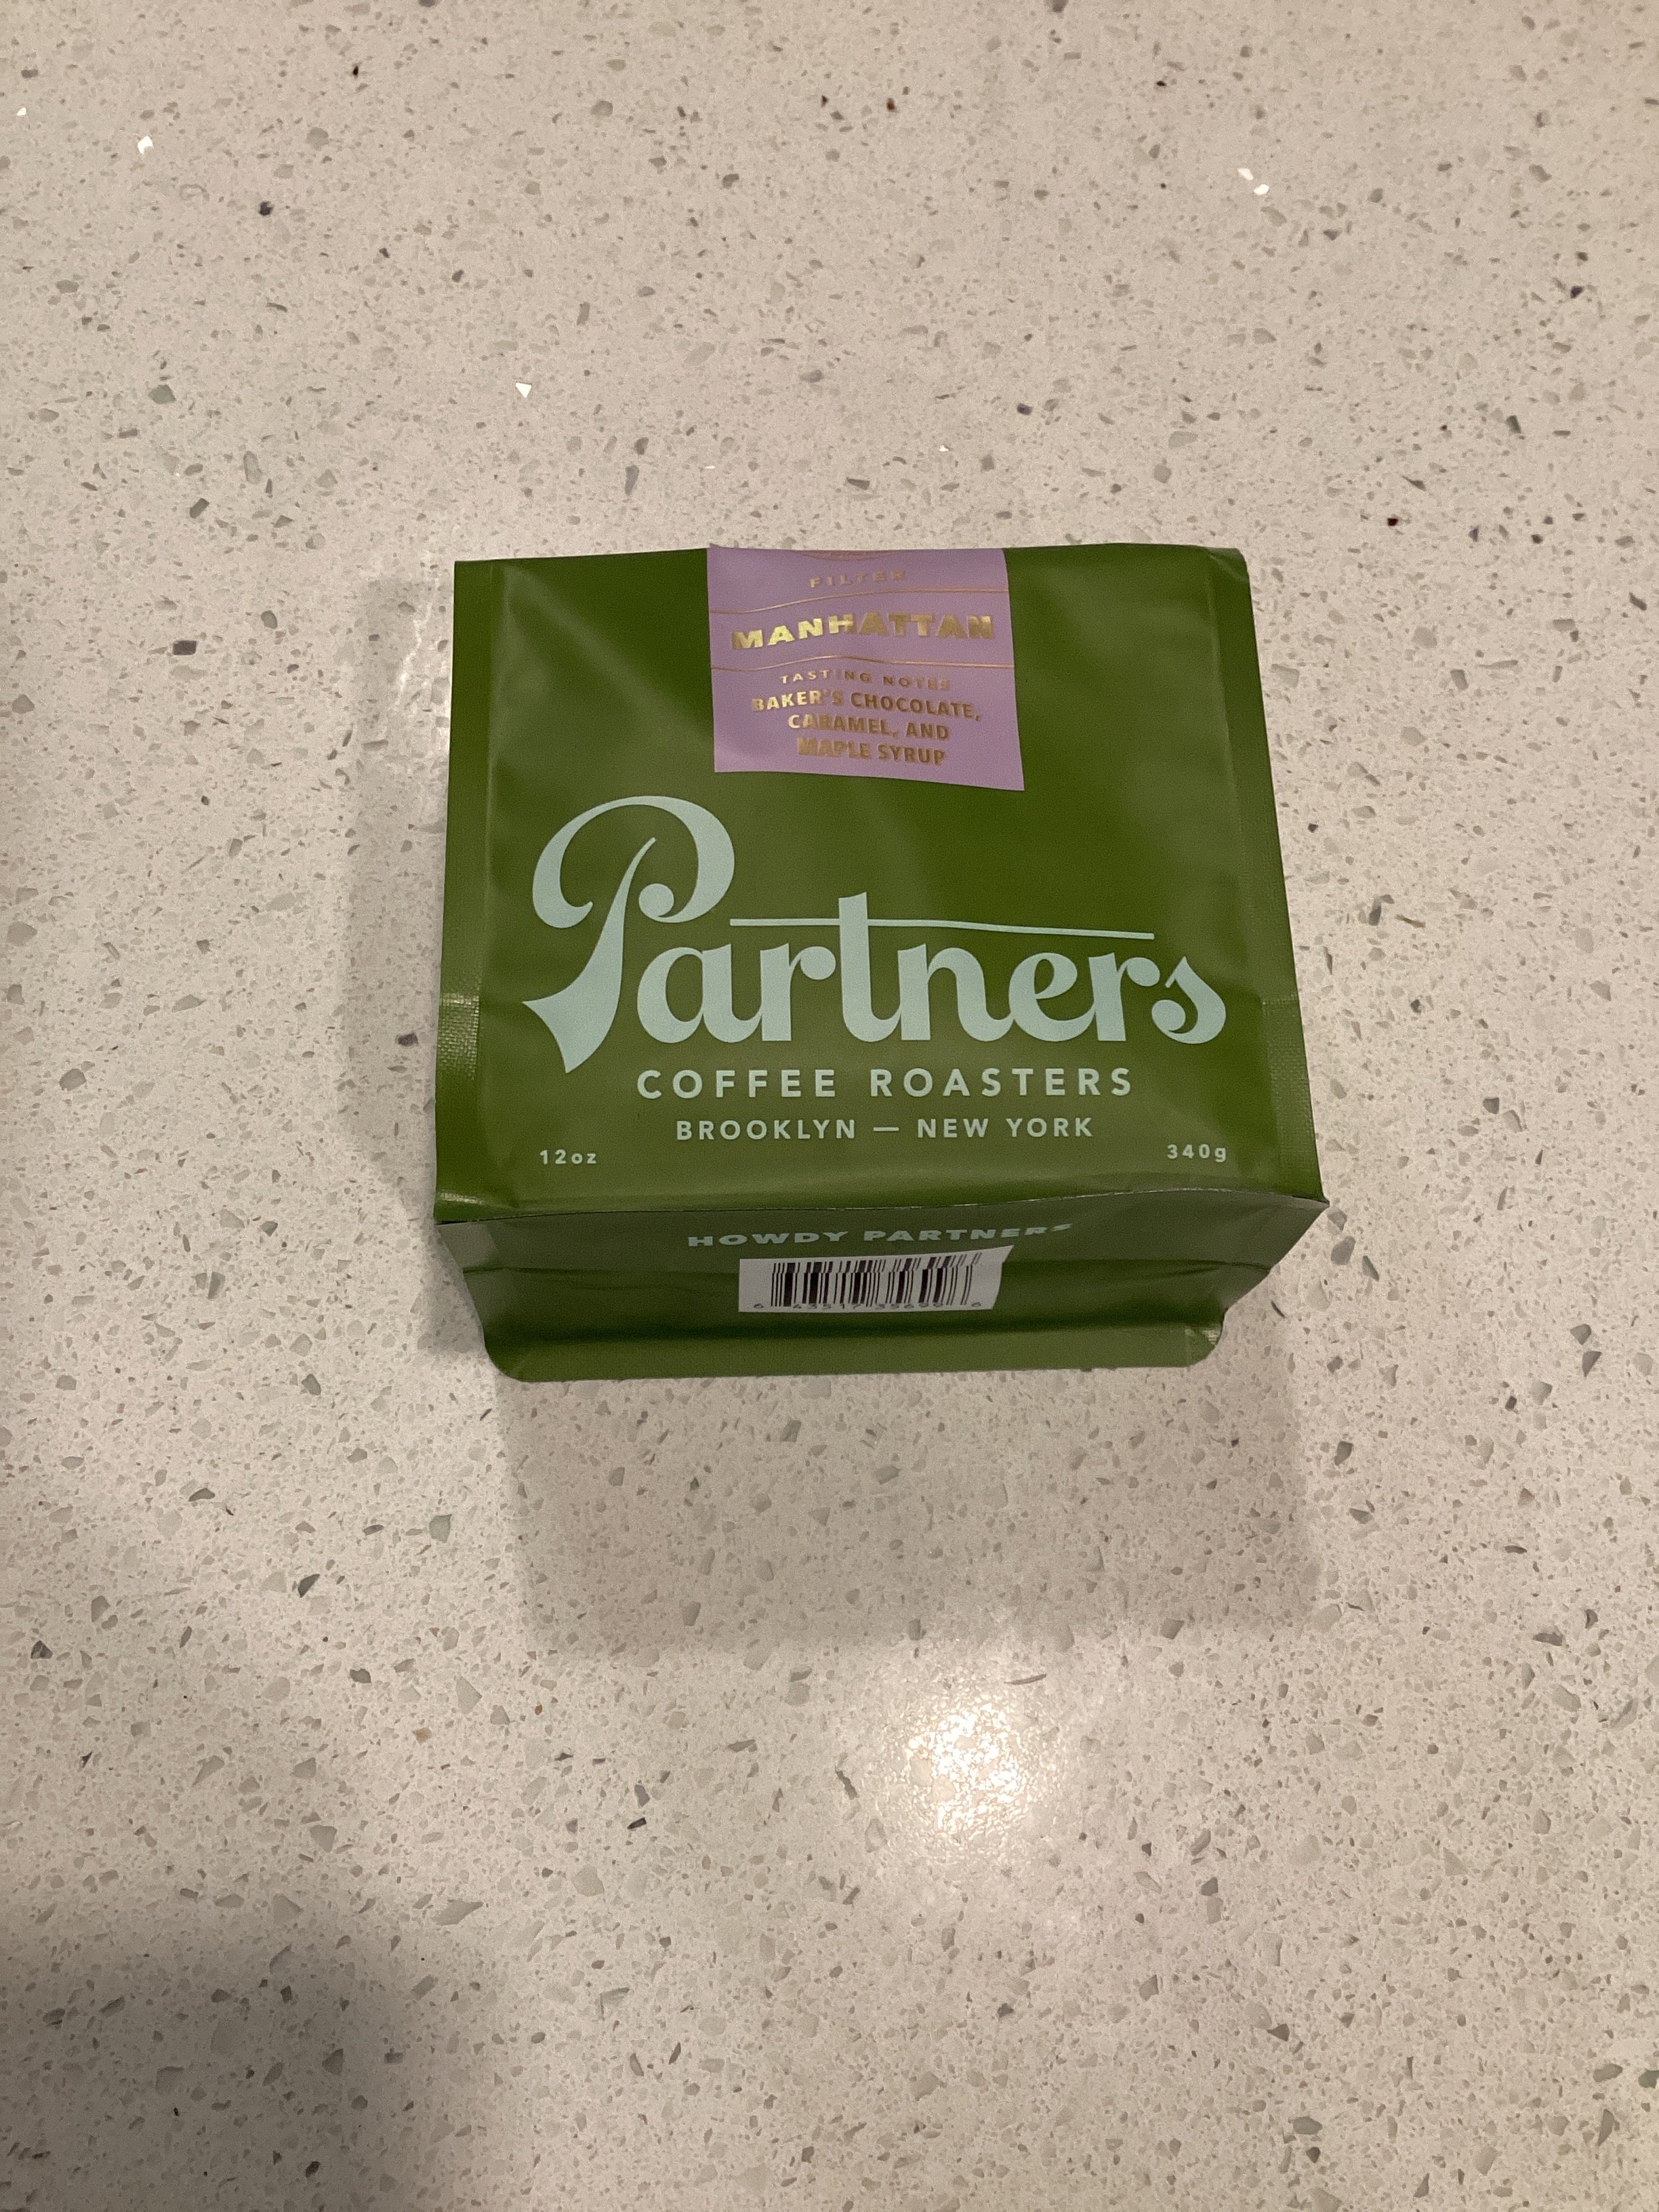 FILTER
MANHATTAN
TASTING NOTES
BAKER'S CHOCOLATE,
CARAMEL, AND
MAPLE SYRUP
Partners
COFFEE ROASTERS
BROOKLYN — NEW YORK
12oz 340g
HOWDY PARTNERS